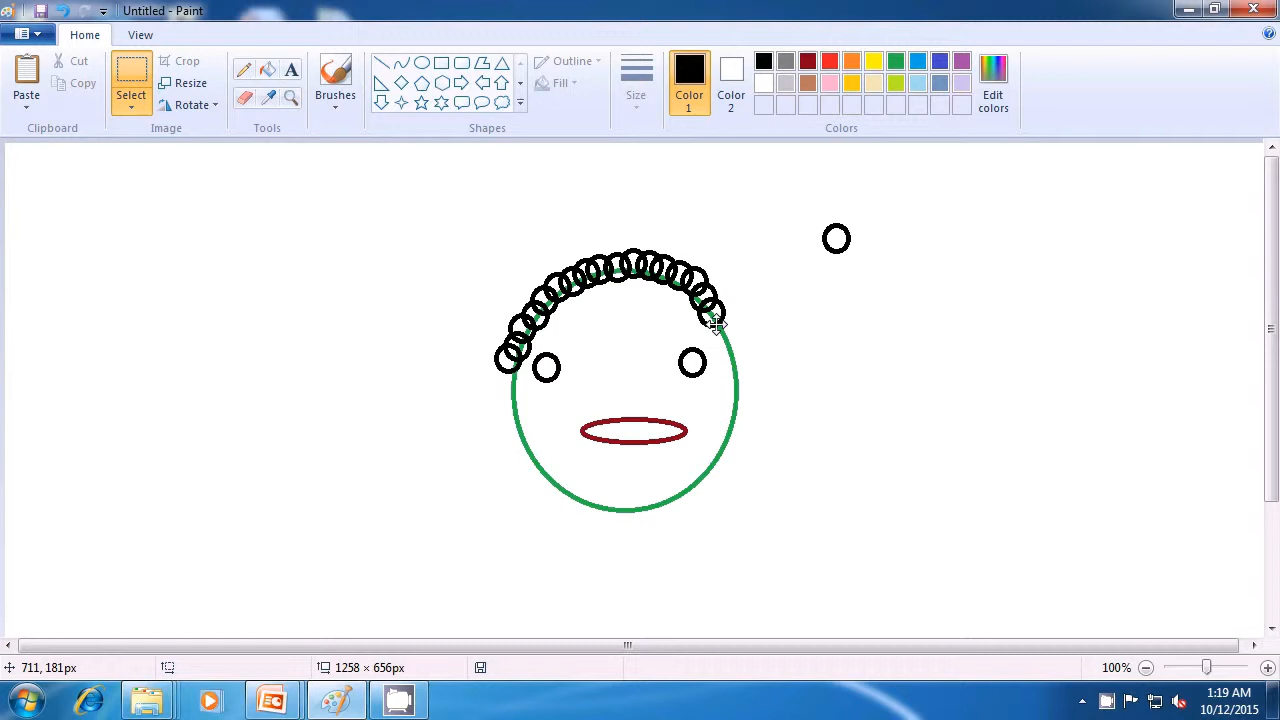 Untitled - Paint
Home View
Paste Cut Copy
Clipboard
Select Crop Resize Rotate
Image
A
Tools
Brushes
Outline Fill
Shapes
Size
Color 1 Color 2
Edit colors
Colors
711, 181px 1258 × 656px 100%
1:19 AM
10/12/2015